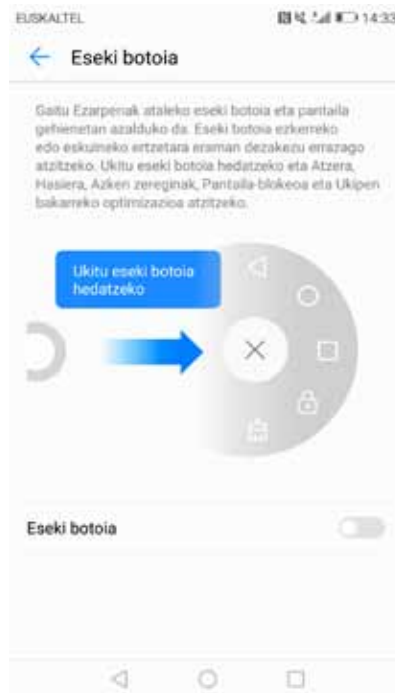 EUSKALTEL 14:33
Eseki botoia
Gaitu Ezarpenak ataleko eseki botoia eta pantaila
gehienetan azalduko da. Eseki botoia ezkerreko
edo eskuineko ertzetara eraman dezakezu errazago
atzitzeko. Ukitu eseki botoia hedatzeko eta Atzera,
Hasiera, Azken zereginak, Pantaila-blokeoa eta Ukipen
bakarreko optimizazioa atzitzeko.
Ukitu eseki botoia
hedatzeko
Eseki botoia